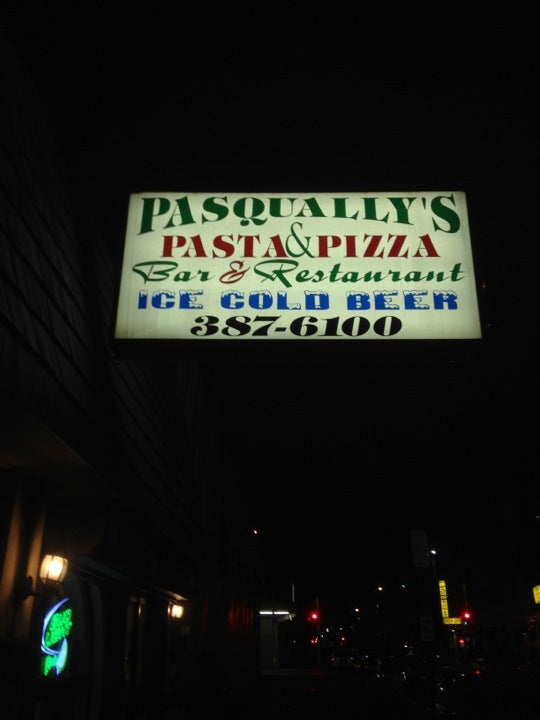 PASQUALLY'S
PASTA & PIZZA
Bar & Restaurant
ICE COLD BEER
387-6100